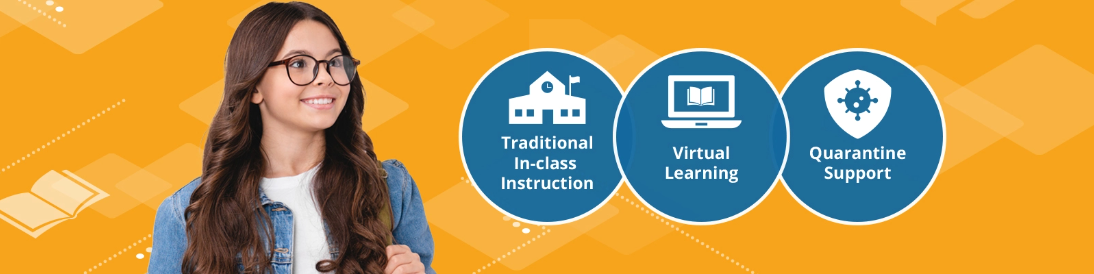 Traditional
In-class
Instruction
Virtual
Learning
Quarantine
Support